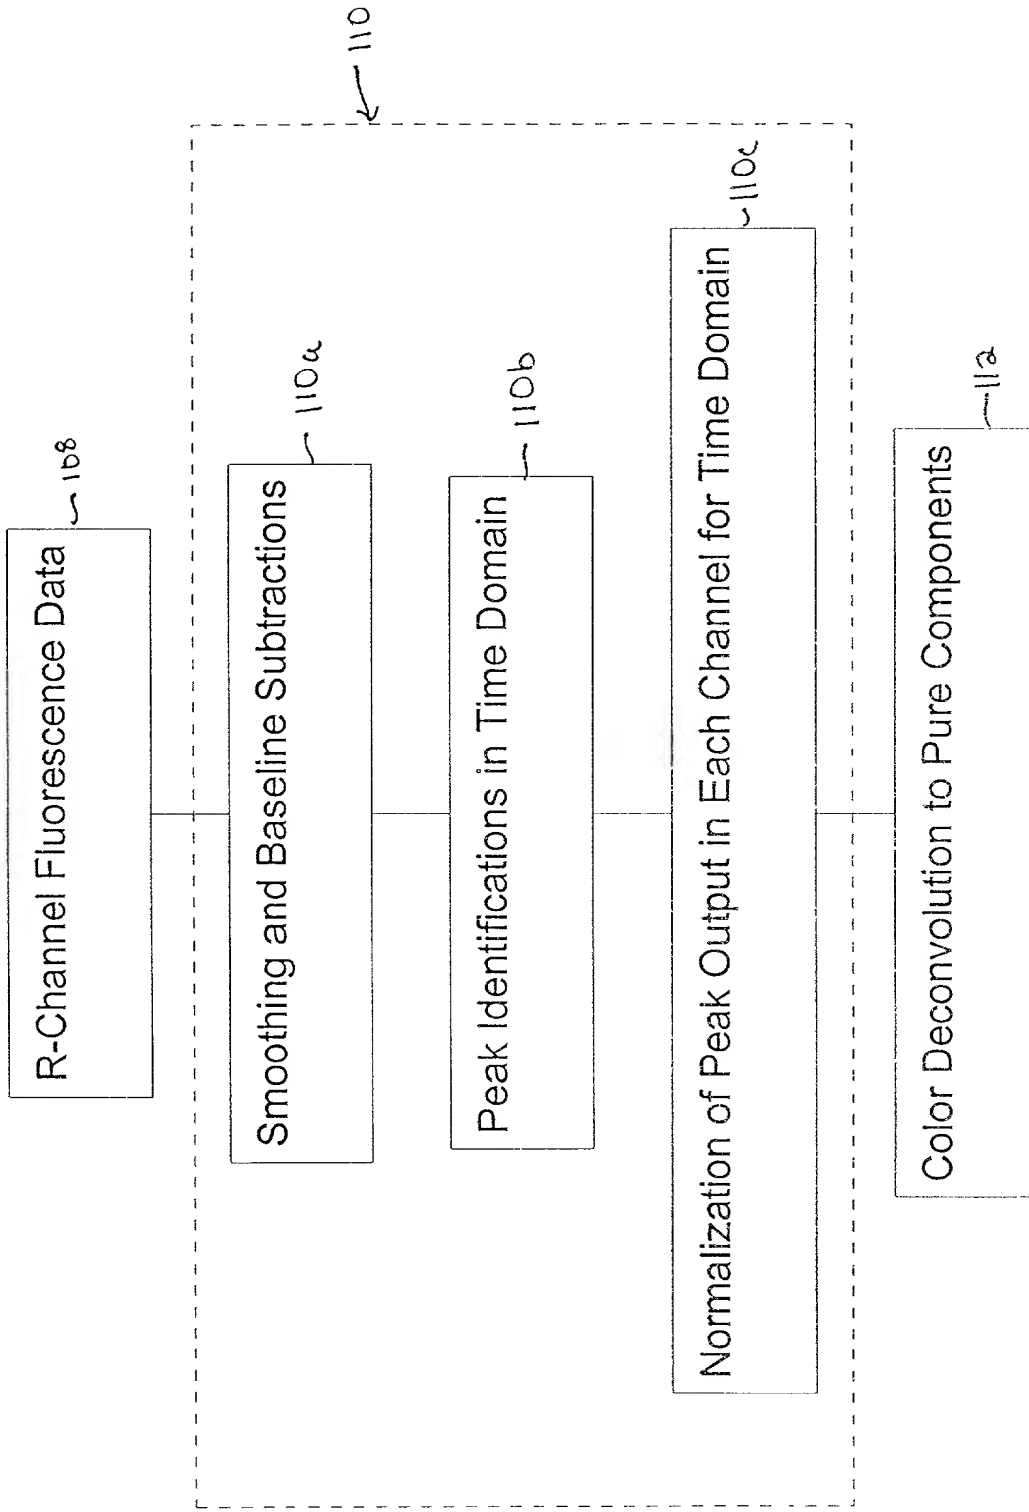 R-Channel Fluorescence Data
108
110
Smoothing and Baseline Subtractions
110a
Peak Identifications in Time Domain
110b
Normalization of Peak Output in Each Channel for Time Domain
110c
Color Deconvolution to Pure Components
112